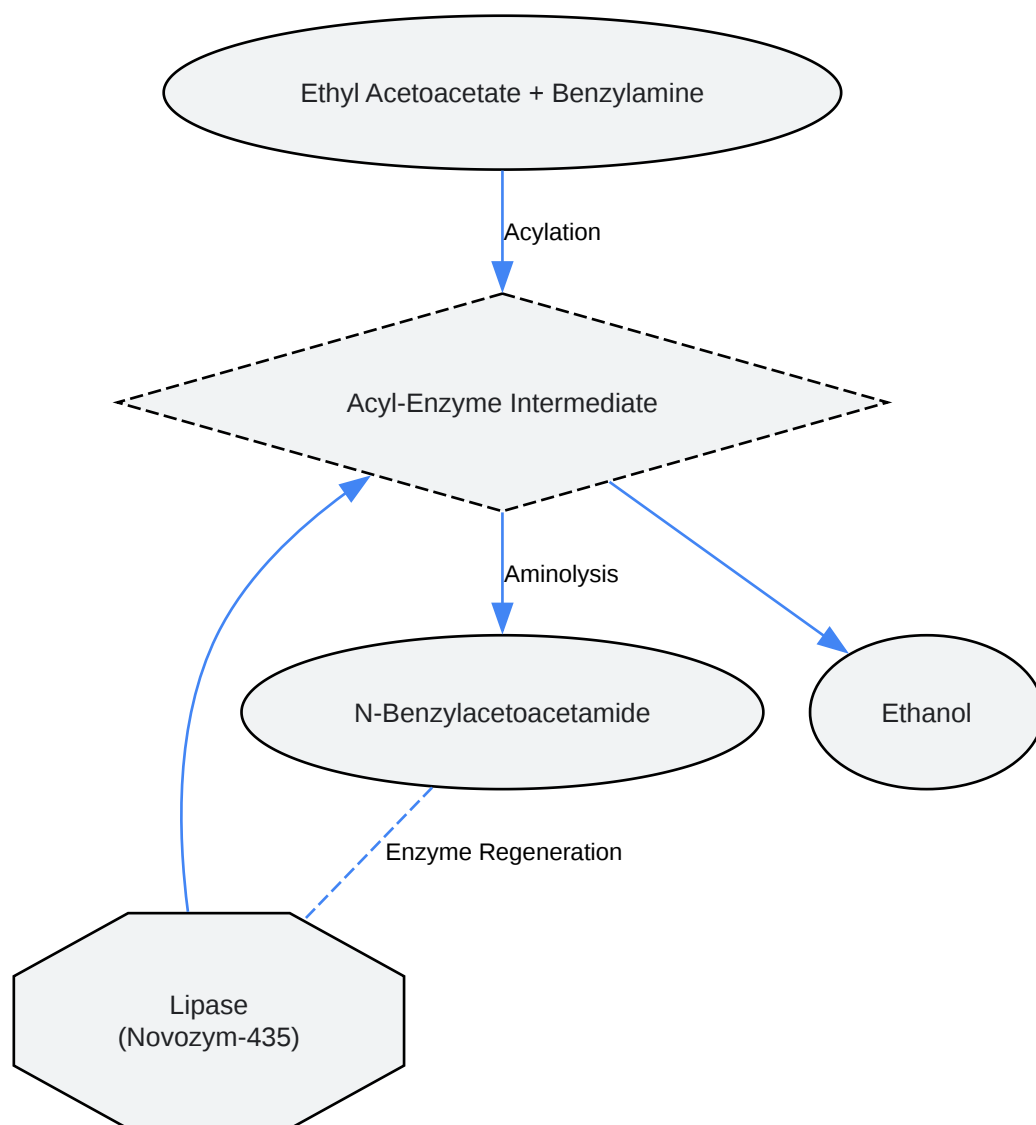 Ethyl Acetoacetate + Benzylamine
Acylation
Acyl-Enzyme Intermediate
Aminolysis
N-Benzylacetoacetamide
Ethanol
Enzyme Regeneration
Lipase
(Novozym-435)